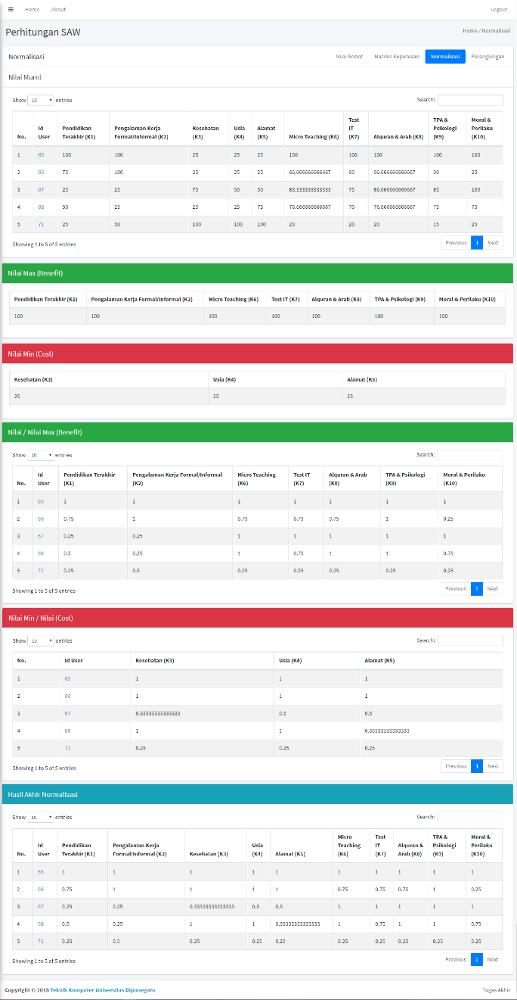 Home About Logout
Perhitungan SAW Home / Normalisasi
Normalisasi Nilai Bobot Matriks Keputusan Normalisasi Perangkingan
Nilai Murni
Show 10 entries Search:
No. Id User Pendidikan Terakhir (K1) Pengalaman Kerja Formal/Informal (K2) Kesehatan (K3) Usia (K4) Alamat (K5) Micro Teaching (K6) Test IT (K7) Alquran & Arab (K8) TPA & Psikologi (K9) Moral & Perilaku (K10)
1 65 100 100 25 25 25 100 100 100 100 100
2 66 75 100 25 25 25 66.666666666667 60 66.666666666667 90 25
3 67 25 25 75 50 50 83.333333333333 75 86.666666666667 85 100
4 68 50 25 25 25 75 76.666666666667 70 76.666666666667 75 75
5 71 25 50 100 100 100 20 20 20 15 25
Showing 1 to 5 of 5 entries Previous 1 Next
Nilai Max (Benefit)
Pendidikan Terakhir (K1) Pengalaman Kerja Formal/Informal (K2) Micro Teaching (K6) Test IT (K7) Alquran & Arab (K8) TPA & Psikologi (K9) Moral & Perilaku (K10)
100 100 100 100 100 100 100
Nilai Min (Cost)
Kesehatan (K3) Usia (K4) Alamat (K5)
25 25 25
Nilai / Nilai Max (Benefit)
Show 10 entries Search:
No. Id User Pendidikan Terakhir (K1) Pengalaman Kerja Formal/Informal (K2) Micro Teaching (K6) Test IT (K7) Alquran & Arab (K8) TPA & Psikologi (K9) Moral & Perilaku (K10)
1 65 1 1 1 1 1 1 1
2 66 0.75 1 0.75 0.75 0.75 1 0.25
3 67 0.25 0.25 1 1 1 1 1
4 68 0.5 0.25 1 0.75 1 1 0.75
5 71 0.25 0.5 0.25 0.25 0.25 0.25 0.25
Showing 1 to 5 of 5 entries Previous 1 Next
Nilai Min / Nilai (Cost)
Show 10 entries Search:
No. Id User Kesehatan (K3) Usia (K4) Alamat (K5)
1 65 1 1 1
2 66 1 1 1
3 67 0.33333333333333 0.5 0.5
4 68 1 1 0.33333333333333
5 71 0.25 0.25 0.25
Showing 1 to 5 of 5 entries Previous 1 Next
Hasil Akhir Normalisasi
Show 10 entries Search:
No. Id User Pendidikan Terakhir (K1) Pengalaman Kerja Formal/Informal (K2) Kesehatan (K3) Usia (K4) Alamat (K5) Micro Teaching (K6) Test IT (K7) Alquran & Arab (K8) TPA & Psikologi (K9) Moral & Perilaku (K10)
1 65 1 1 1 1 1 1 1 1 1 1
2 66 0.75 1 1 1 1 0.75 0.75 0.75 1 0.25
3 67 0.25 0.25 0.33333333333333 0.5 0.5 1 1 1 1 1
4 68 0.5 0.25 1 1 0.33333333333333 1 0.75 1 1 0.75
5 71 0.25 0.5 0.25 0.25 0.25 0.25 0.25 0.25 0.25 0.25
Showing 1 to 5 of 5 entries Previous 1 Next
Copyright © 2018 Teknik Komputer Universitas Diponegoro Tugas Akhir